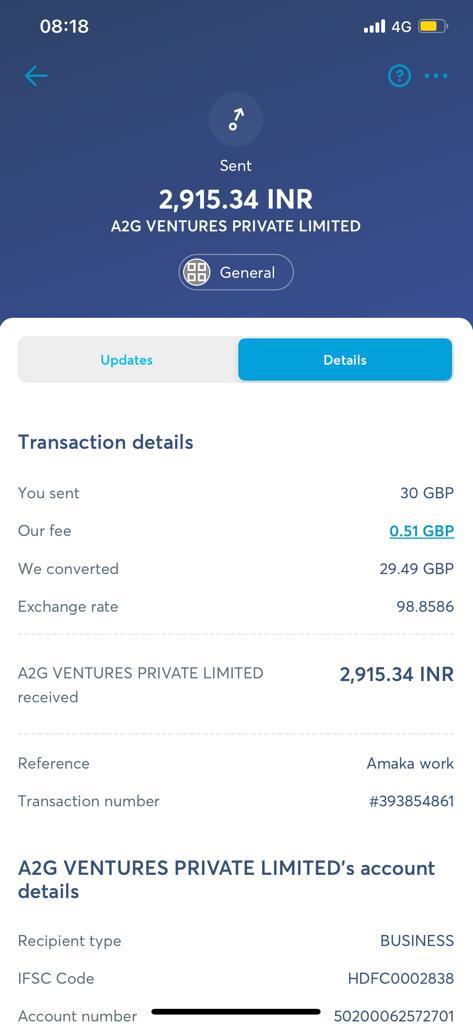 08:18
4G
Sent
2,915.34 INR
A2G VENTURES PRIVATE LIMITED
General
Updates
Details
Transaction details
You sent 30 GBP
Our fee 0.51 GBP
We converted 29.49 GBP
Exchange rate 98.8586
A2G VENTURES PRIVATE LIMITED
received 2,915.34 INR
Reference Amaka work
Transaction number #393854861
A2G VENTURES PRIVATE LIMITED's account
details
Recipient type BUSINESS
IFSC Code HDFC0002838
Account number 50200062572701